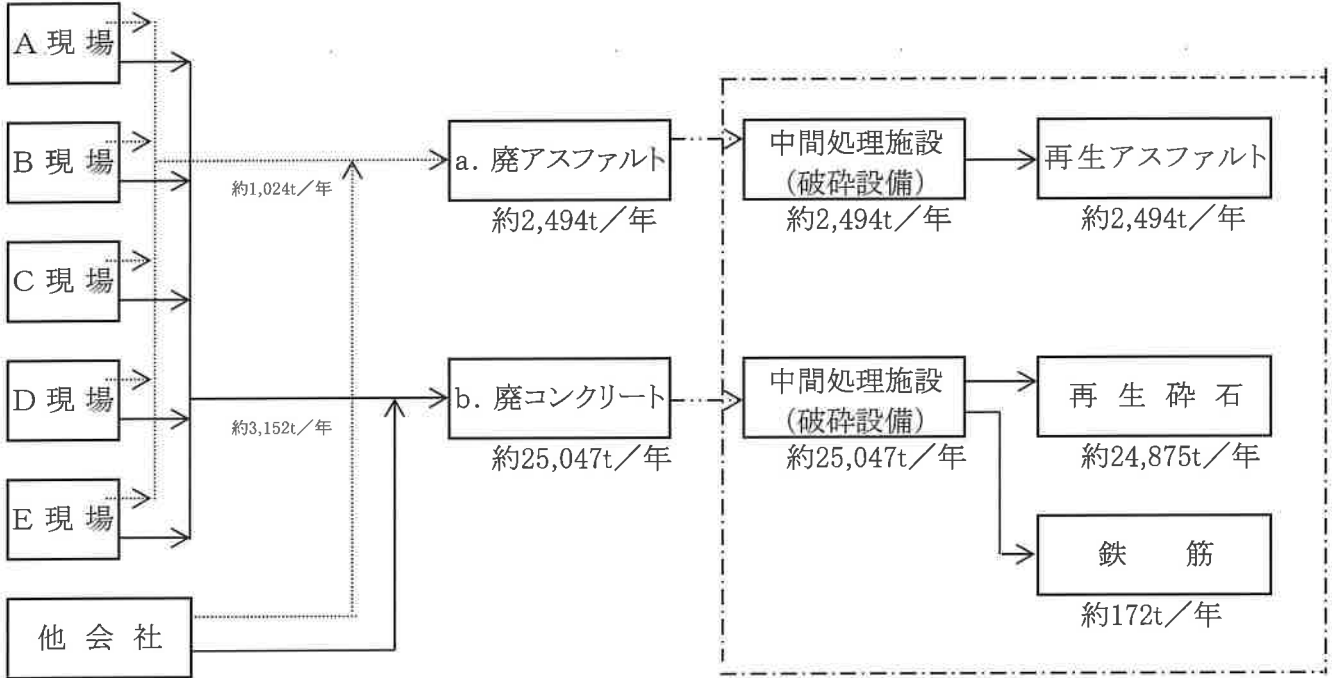 A 現 場
B 現 場
C 現 場
D 現 場
E 現 場
他 会 社
約1,024t／年
約3,152t／年
a. 廃アスファルト
約2,494t／年
b. 廃コンクリート
約25,047t／年
中間処理施設
(破砕設備)
約2,494t／年
再生アスファルト
約2,494t／年
中間処理施設
(破砕設備)
約25,047t／年
再 生 砕 石
約24,875t／年
鉄 筋
約172t／年